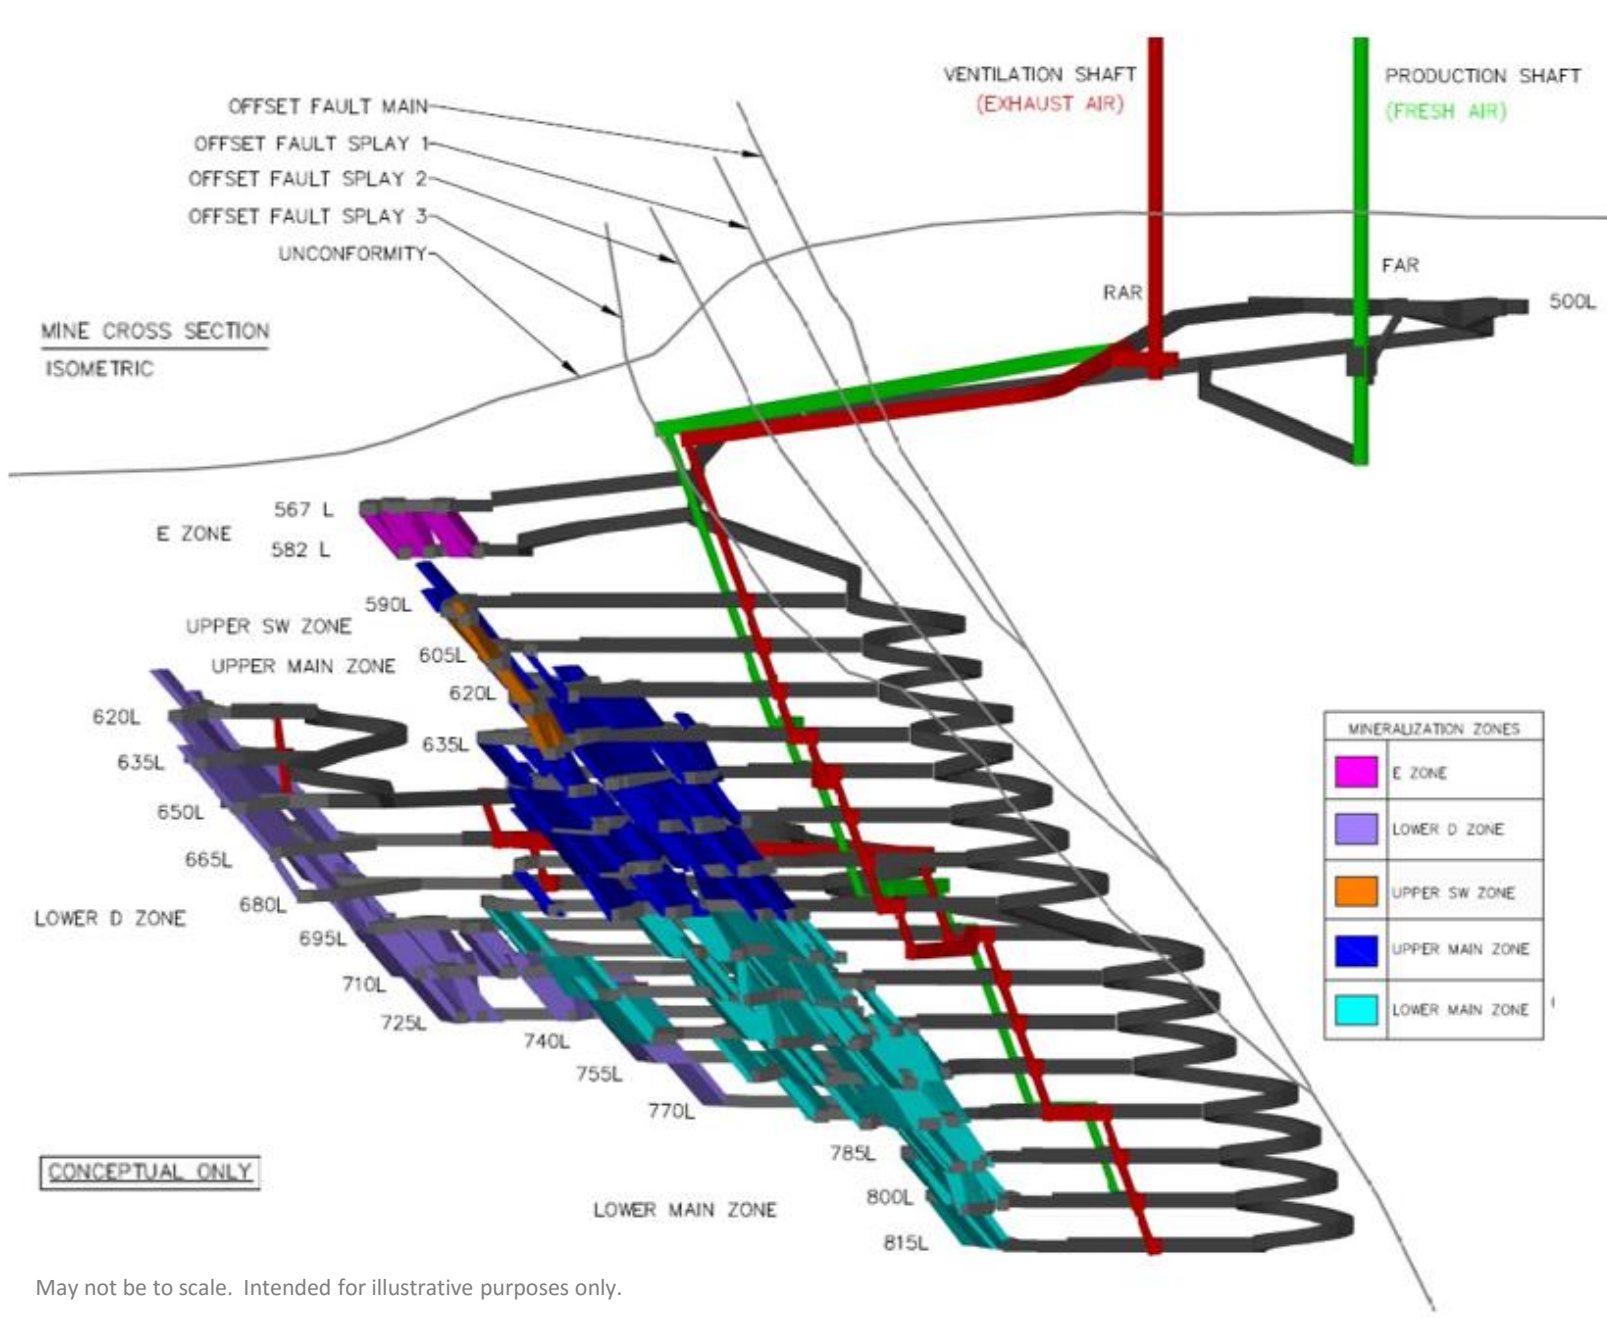 VENTILATION SHAFT
(EXHAUST AIR)
PRODUCTION SHAFT
(FRESH AIR)
OFFSET FAULT MAIN
OFFSET FAULT SPLAY 1
OFFSET FAULT SPLAY 2
OFFSET FAULT SPLAY 3
UNCONFORMITY
FAR
RAR
500L
MINE CROSS SECTION
ISOMETRIC
567 L
E ZONE
582 L
590L
UPPER SW ZONE
605L
UPPER MAIN ZONE
620L
620L
635L
635L
650L
665L
680L
LOWER D ZONE
695L
710L
725L
740L
755L
770L
785L
800L
815L
LOWER MAIN ZONE
MINERALIZATION ZONES
E ZONE
LOWER D ZONE
UPPER SW ZONE
UPPER MAIN ZONE
LOWER MAIN ZONE
CONCEPTUAL ONLY
May not be to scale. Intended for illustrative purposes only.